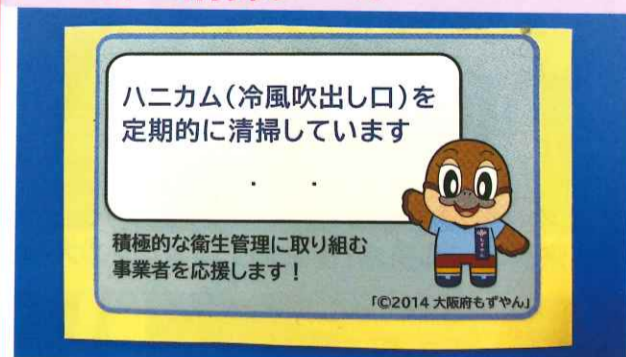 ハニカム(冷風吹出し口)を
定期的に清掃しています
. .
積極的な衛生管理に取り組む
事業者を応援します!
「©2014 大阪府もずやん」